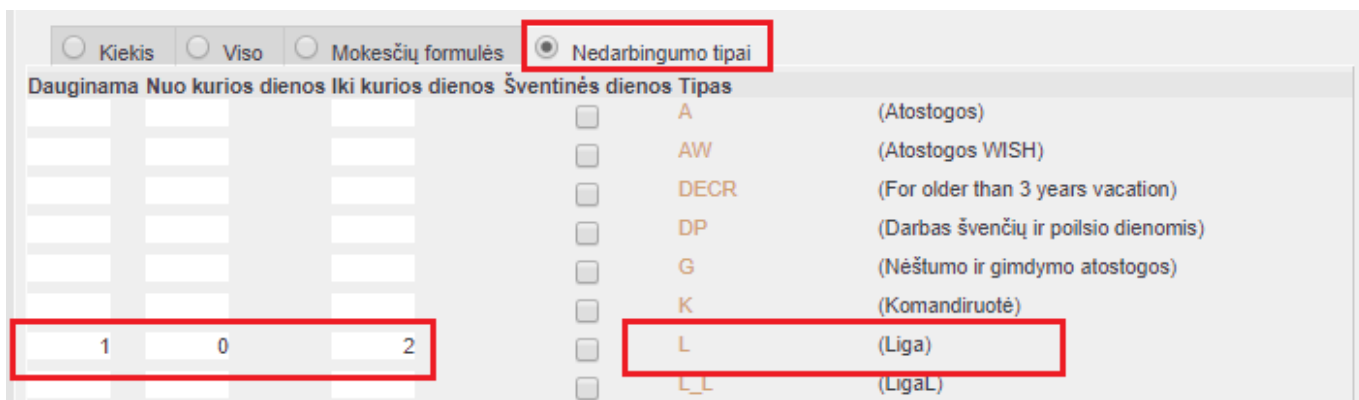 Kiekis Viso Mokesčių formulės Nedarbingumo tipai
Dauginama Nuo kurios dienos Iki kurios dienos Šventinės dienos Tipas
A (Atostogos)
AW (Atostogos WISH)
DECR (For older than 3 years vacation)
DP (Darbas švenčių ir poilsio dienomis)
G (Nėštumo ir gimdymo atostogos)
K (Komandiruotė)
1 0 2 L (Liga)
L_L (LigaL)